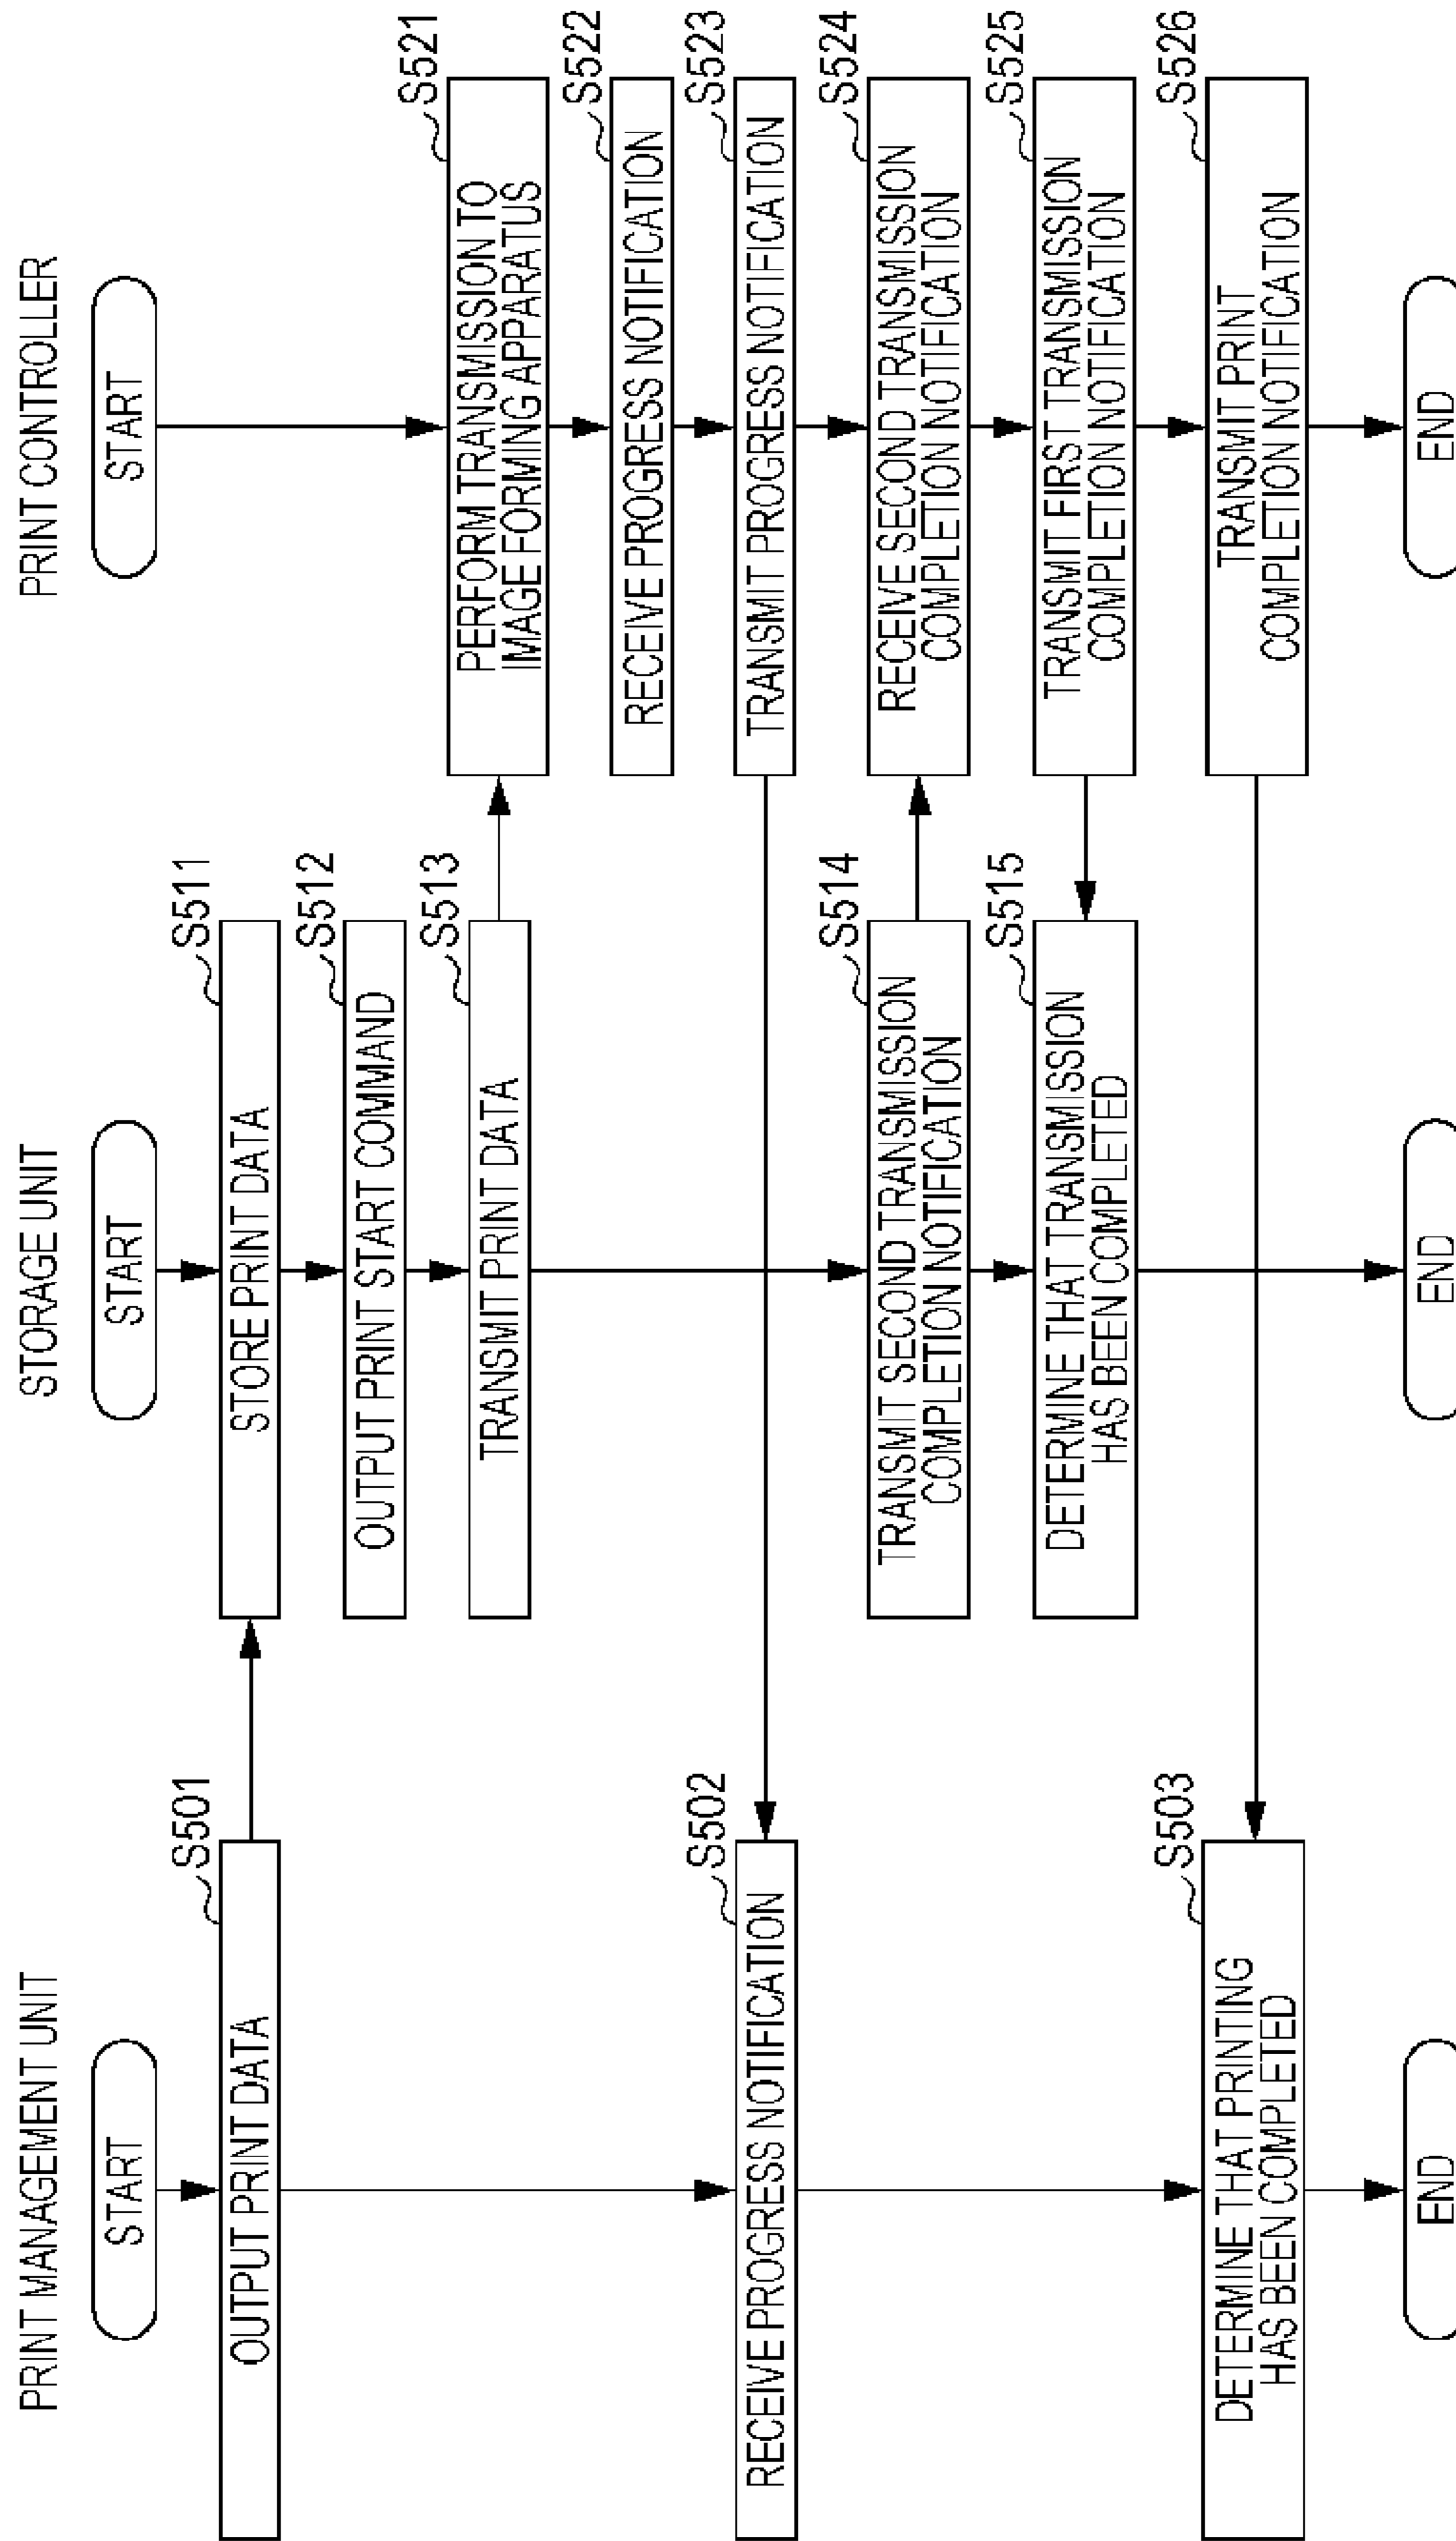 PRINT MANAGEMENT UNIT
START
S501
OUTPUT PRINT DATA
S502
RECEIVE PROGRESS NOTIFICATION
S503
DETERMINE THAT PRINTING
HAS BEEN COMPLETED
END
STORAGE UNIT
START
S511
STORE PRINT DATA
S512
OUTPUT PRINT START COMMAND
S513
TRANSMIT PRINT DATA
S514
TRANSMIT SECOND TRANSMISSION
COMPLETION NOTIFICATION
S515
DETERMINE THAT TRANSMISSION
HAS BEEN COMPLETED
END
PRINT CONTROLLER
START
S521
PERFORM TRANSMISSION TO
IMAGE FORMING APPARATUS
S522
RECEIVE PROGRESS NOTIFICATION
S523
TRANSMIT PROGRESS NOTIFICATION
S524
RECEIVE SECOND TRANSMISSION
COMPLETION NOTIFICATION
S525
TRANSMIT FIRST TRANSMISSION
COMPLETION NOTIFICATION
S526
TRANSMIT PRINT
COMPLETION NOTIFICATION
END